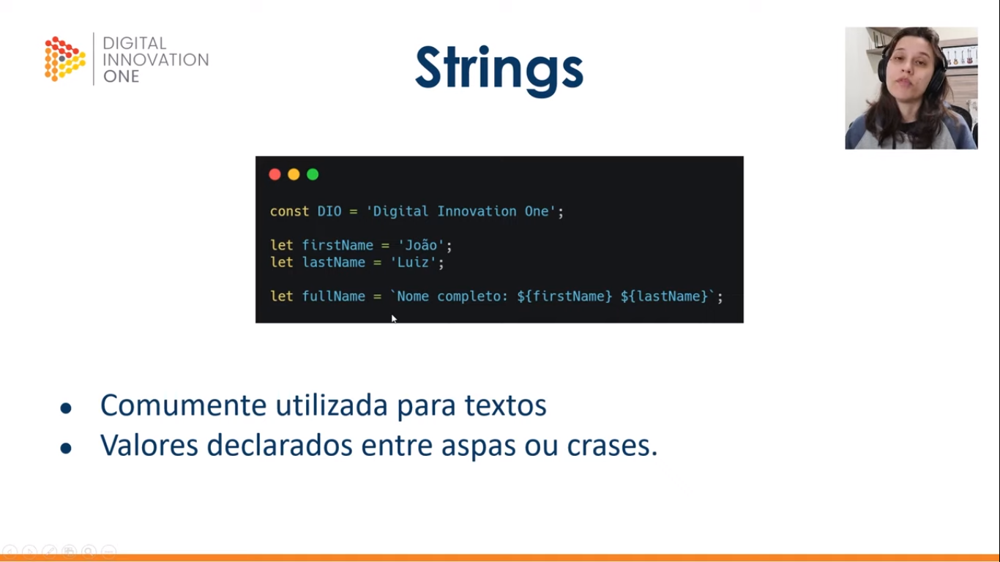 DIGITAL
INNOVATION
ONE
Strings
const DIO = 'Digital Innovation One';
let firstName = 'João';
let lastName = 'Luiz';
let fullName = `Nome completo: ${firstName} ${lastName}`;
● Comumente utilizada para textos
● Valores declarados entre aspas ou crases.